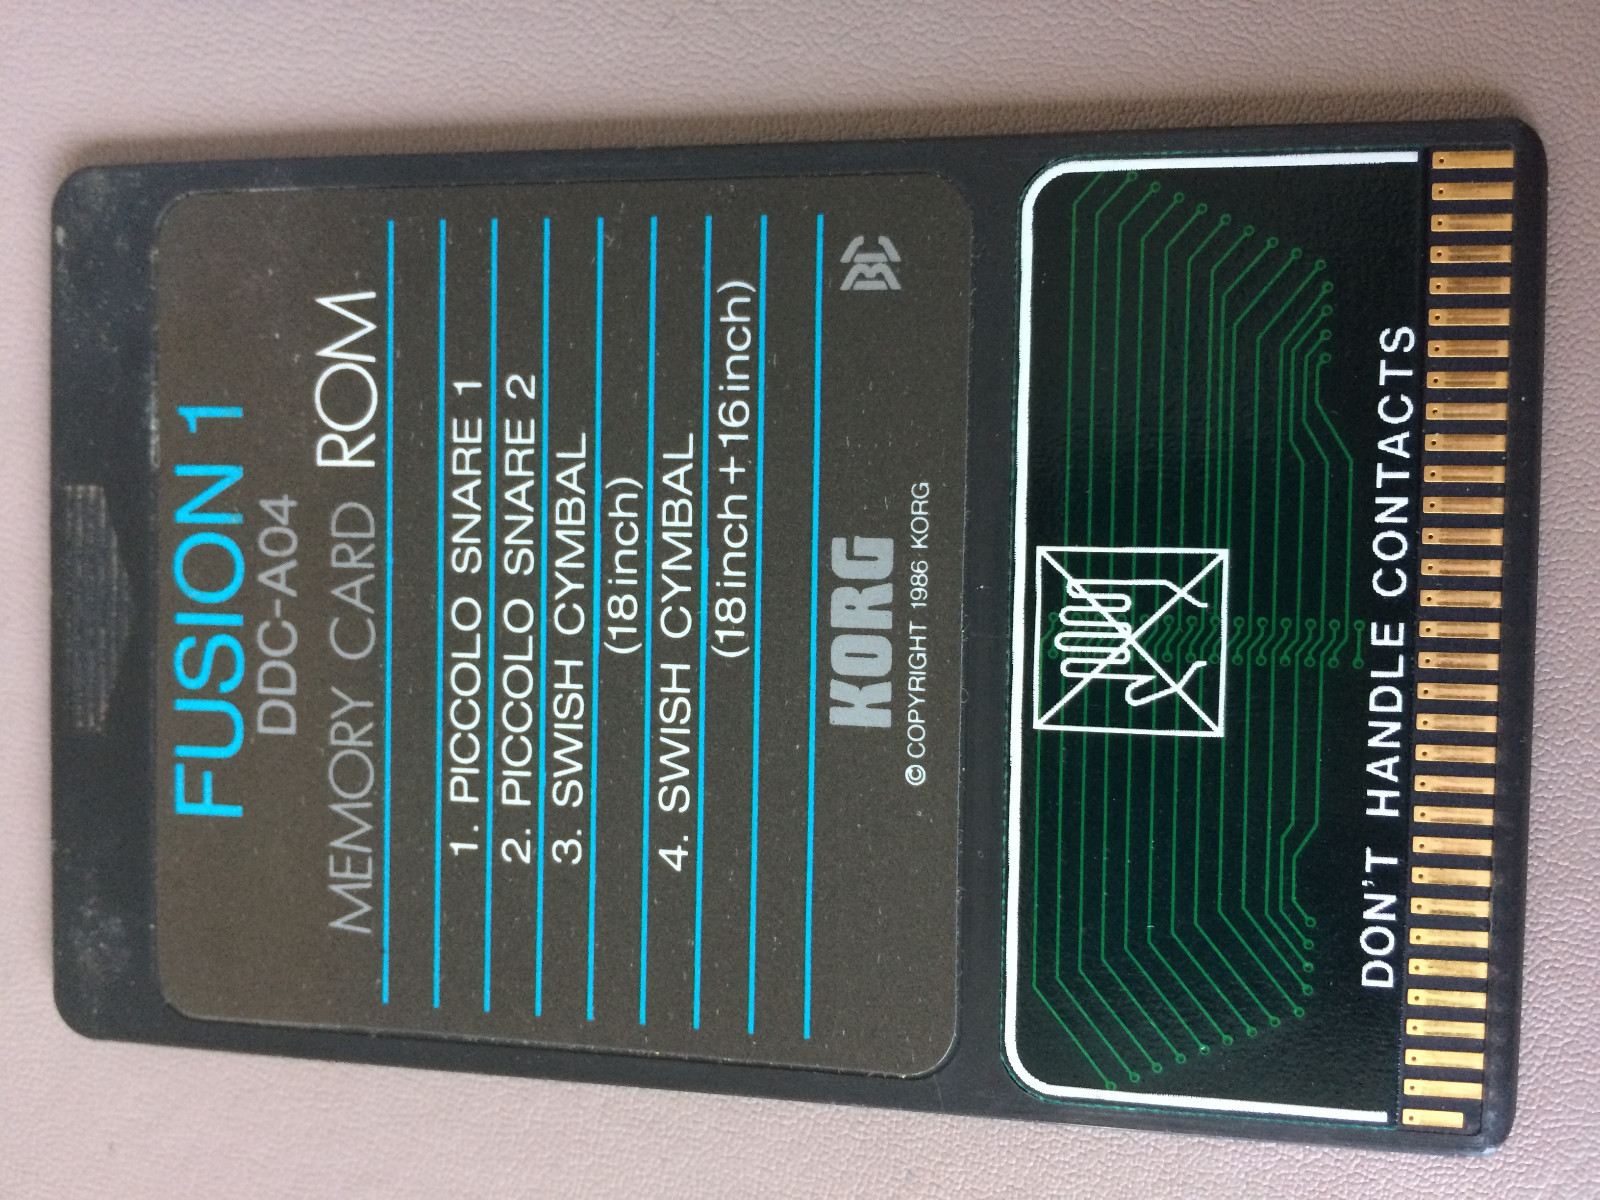 FUSION 1
DDC-A04
MEMORY CARD ROM
1. PICCOLO SNARE 1
2. PICCOLO SNARE 2
3. SWISH CYMBAL
(18inch)
4. SWISH CYMBAL
(18inch+16inch)
KORG
© COPYRIGHT 1986 KORG
DON'T HANDLE CONTACTS